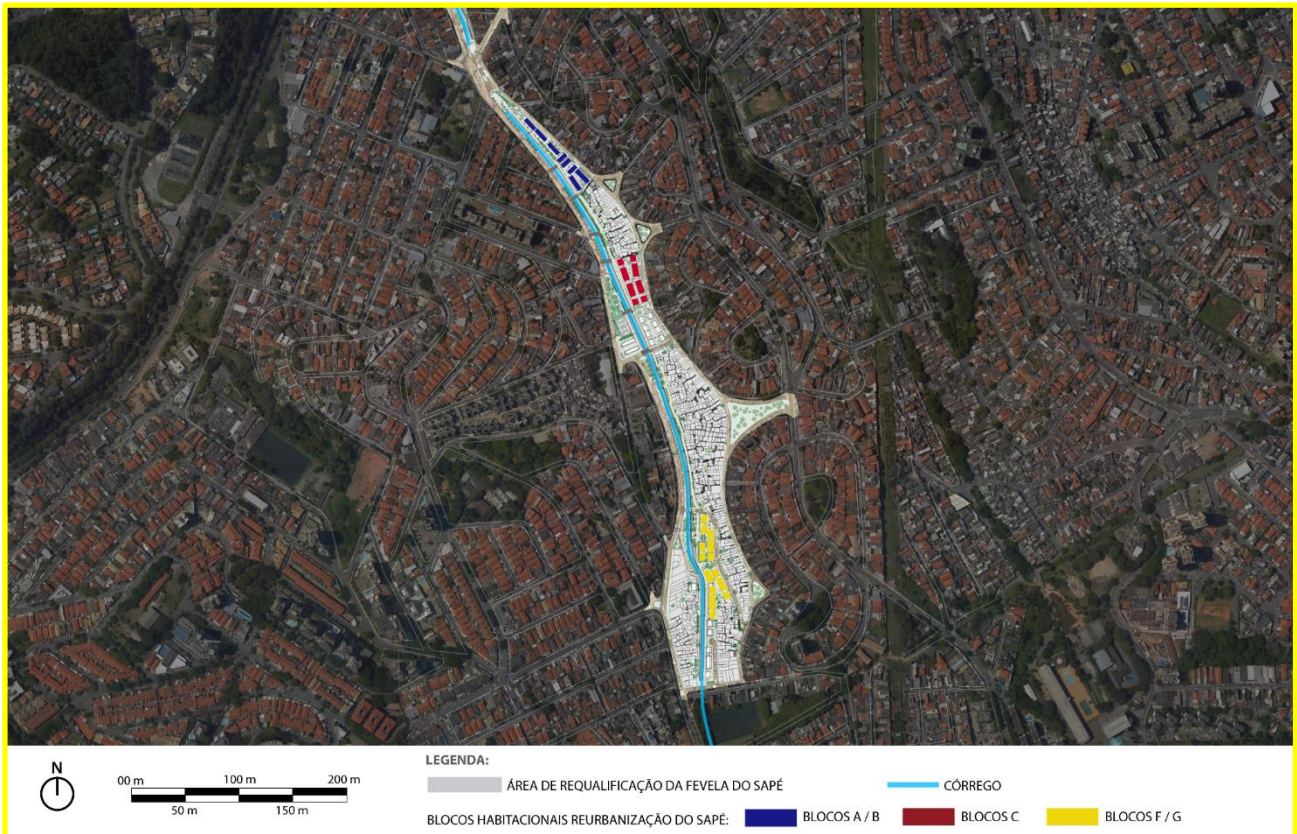 LEGENDA:
N
00 m 100 m 200 m
50 m 150 m
ÁREA DE REQUALIFICAÇÃO DA FEVELA DO SAPÉ
CÓRREGO
BLOCOS HABITACIONAIS REURBANIZAÇÃO DO SAPÉ: BLOCOS A / B BLOCOS C BLOCOS F / G